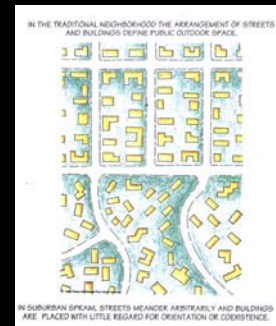 IN THE TRADITIONAL NEIGHBORHOOD THE ARRANGEMENT OF STREETS
AND BUILDINGS DEFINE PUBLIC OUTDOOR SPACE.
IN SUBURBAN SPRAWL, STREETS MEANDER ARBITRARILY AND BUILDINGS
ARE PLACED WITH LITTLE REGARD FOR ORIENTATION OR COEXISTENCE.